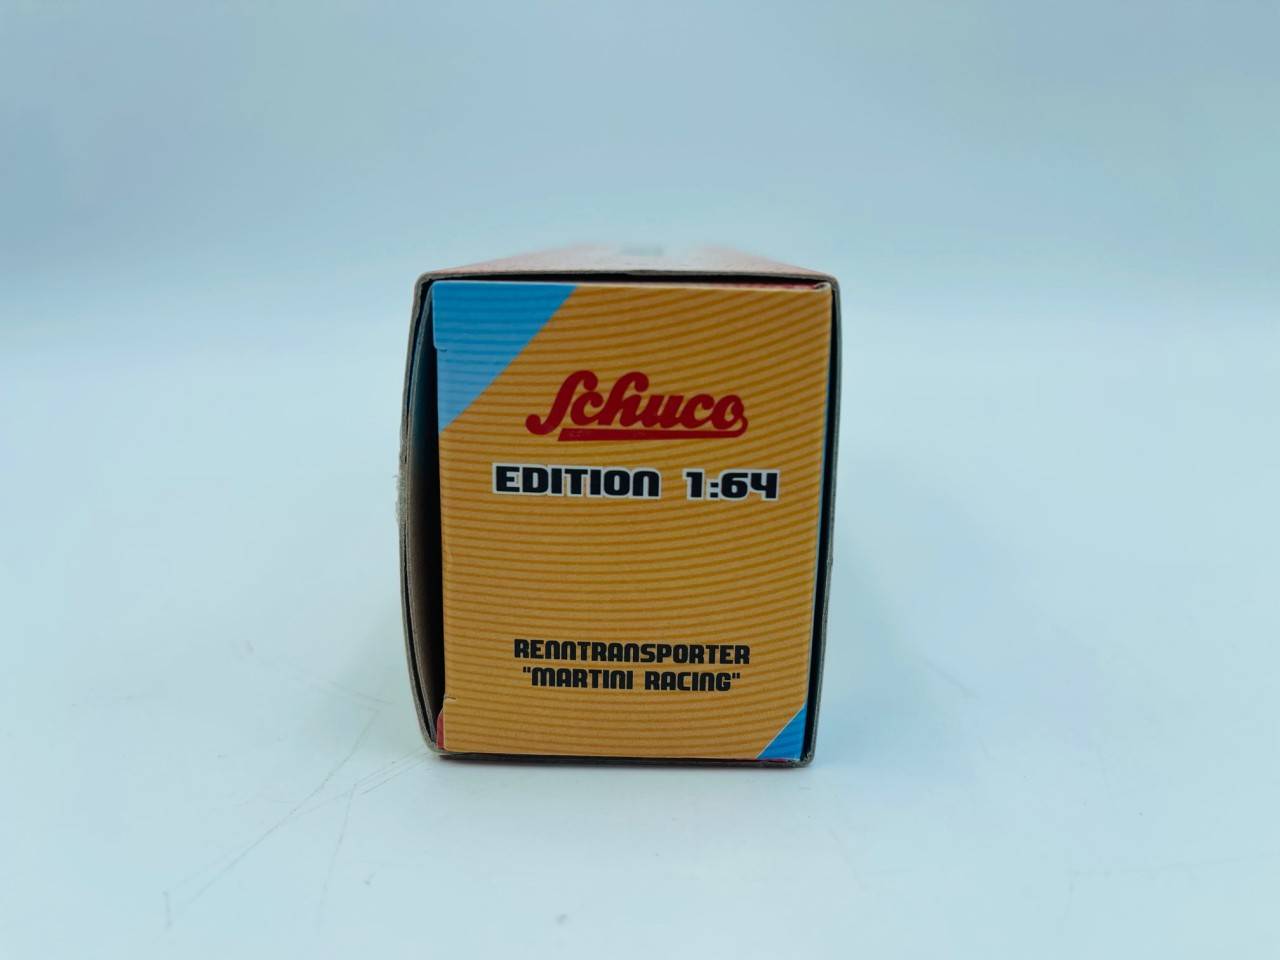 Schuco
EDITION 1:64
RENNTRANSPORTER
"MARTINI RACING"